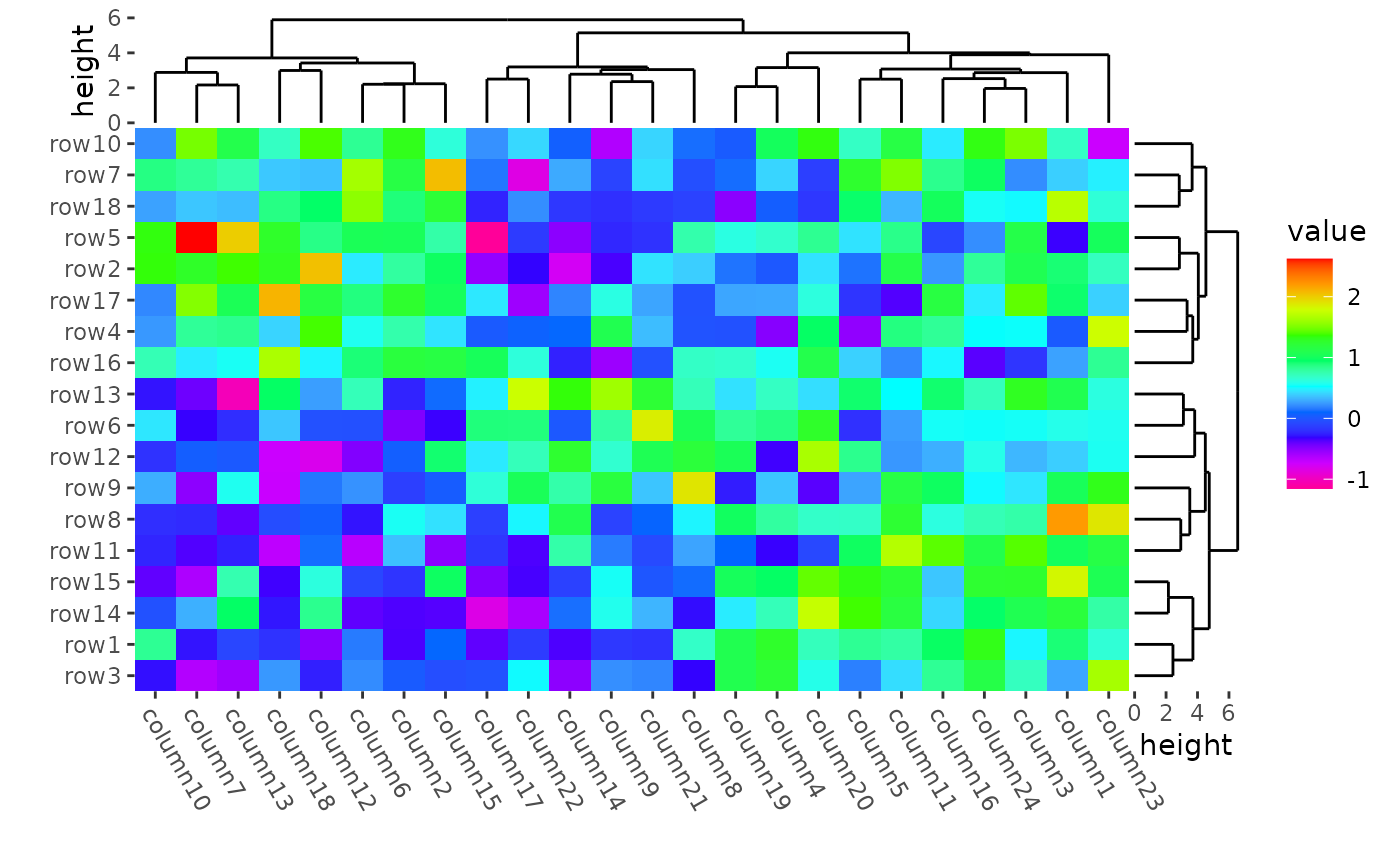 height
6
4
2
0
row10
row7
row18
row5
row2
row17
row4
row16
row13
row6
row12
row9
row8
row11
row15
row14
row1
row3
column10
column7
column13
column18
column12
column6
column2
column15
column17
column22
column14
column9
column21
column8
column19
column4
column20
column5
column11
column16
column24
column3
column1
column23
0 2 4 6
height
value
2
1
0
-1